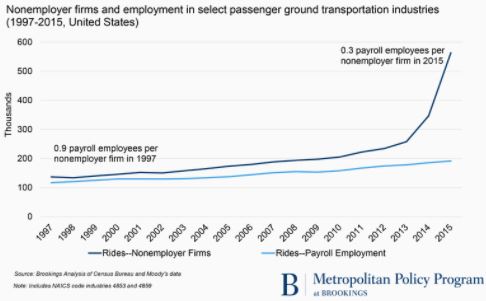 Nonemployer firms and employment in select passenger ground transportation industries
(1997-2015, United States)
600
500
400
300
200
100
0
Thousands
0.3 payroll employees per
nonemployer firm in 2015
0.9 payroll employees per
nonemployer firm in 1997
1997
1998
1999
2000
2001
2002
2003
2004
2005
2006
2007
2008
2009
2010
2011
2012
2013
2014
2015
Rides--Nonemployer Firms
Rides--Payroll Employment
Source: Brookings Analysis of Census Bureau and Moody's data
Note: Includes NAICS code industries 4853 and 4859
B
Metropolitan Policy Program
at BROOKINGS